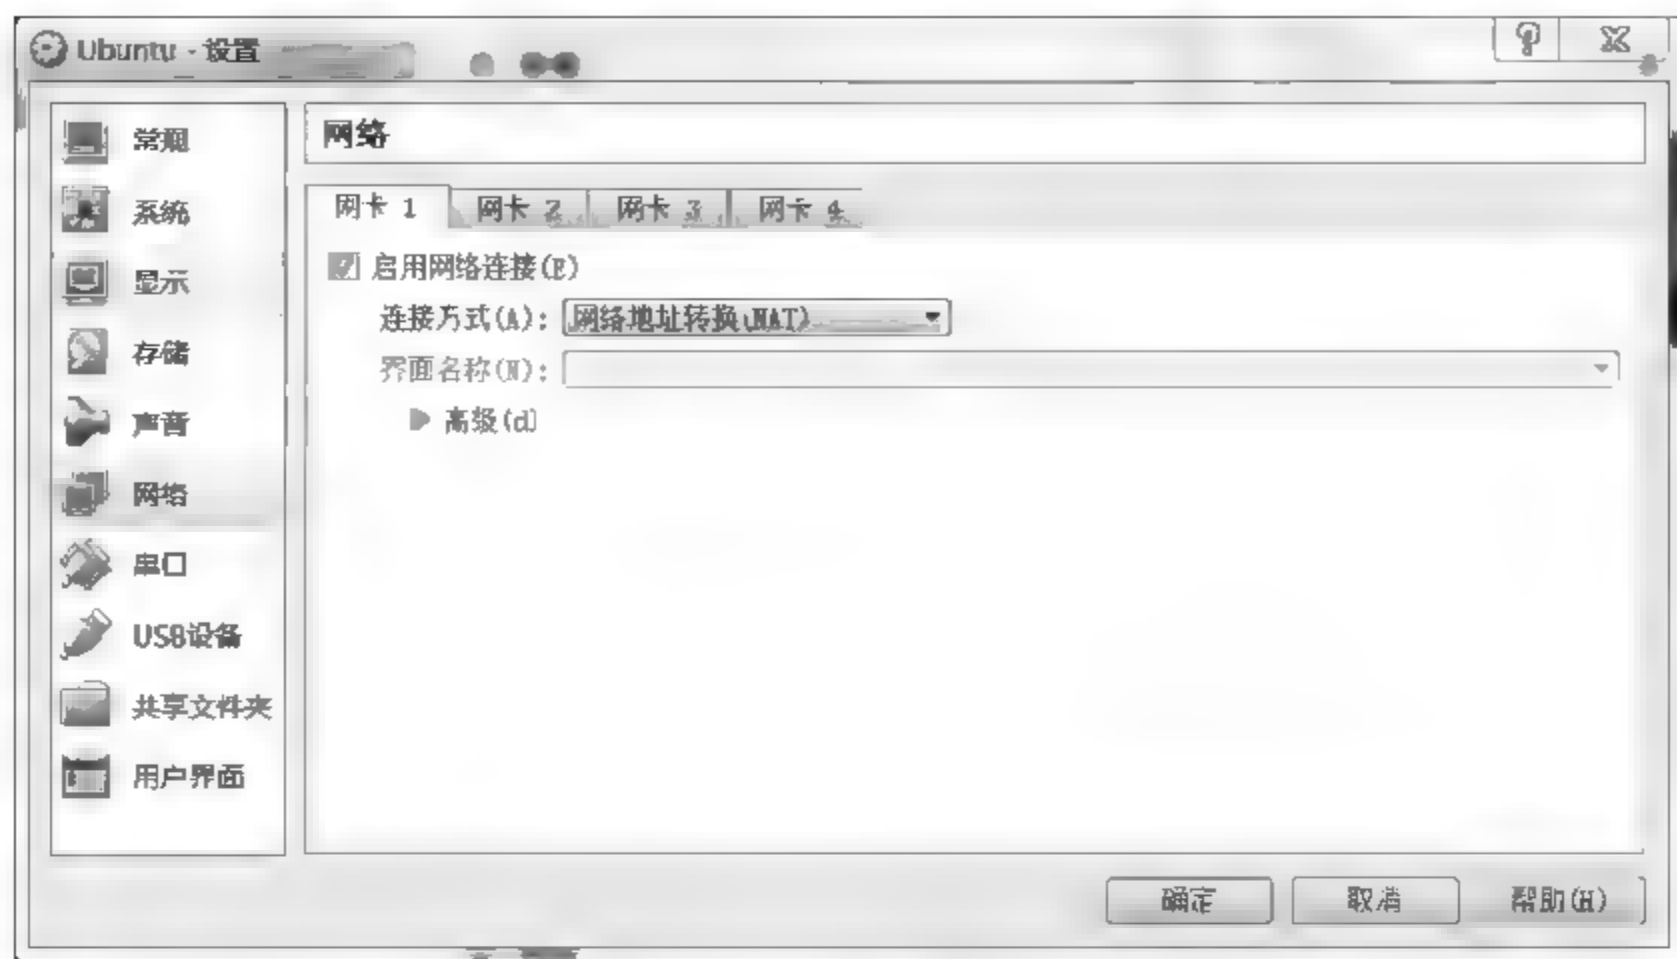 Ubuntu - 设置
常规
系统
显示
存储
声音
网络
串口
USB设备
共享文件夹
用户界面
网络
网卡 1
网卡 2
网卡 3
网卡 4
启用网络连接(E)
连接方式(A): 网络地址转换(NAT)
界面名称(N):
高级(d)
确定
取消
帮助(H)